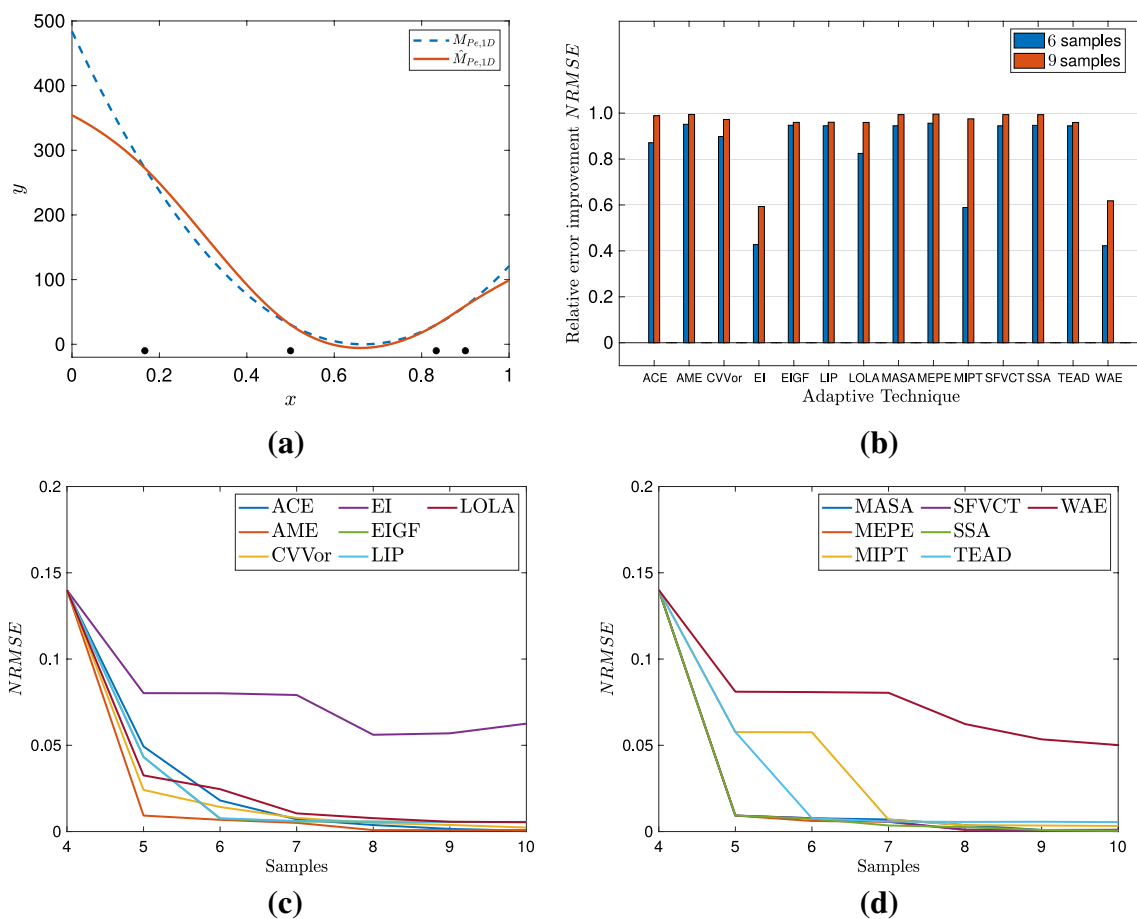 500
400
300
200
100
0
y
0 0.2 0.4 0.6 0.8 1
x
M_{Pe,1D}
\hat{M}_{Pe,1D}
(a)
Relative error improvement NRMSE
1.0
0.8
0.6
0.4
0.2
0
6 samples
9 samples
ACE AME CVVor EI EIGF LIP LOLA MASA MEPE MIPT SFVCT SSA TEAD WAE
Adaptive Technique
(b)
0.2
0.15
0.1
0.05
0
NRMSE
ACE EI LOLA
AME EIGF
CVVor LIP
4 5 6 7 8 9 10
Samples
(c)
0.2
0.15
0.1
0.05
0
NRMSE
MASA SFVCT WAE
MEPE SSA
MIPT TEAD
4 5 6 7 8 9 10
Samples
(d)